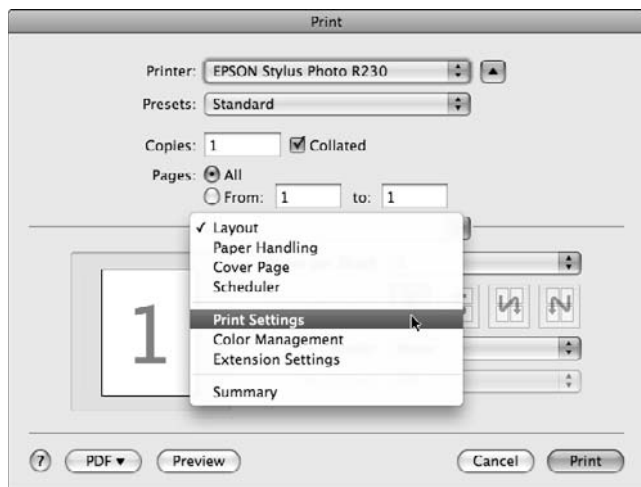 Print
Printer: EPSON Stylus Photo R230
Presets: Standard
Copies: 1 Collated
Pages: All
From: 1 to: 1
✓ Layout
Paper Handling
Cover Page
Scheduler
Print Settings
Color Management
Extension Settings
Summary
1
? PDF▼ Preview Cancel Print